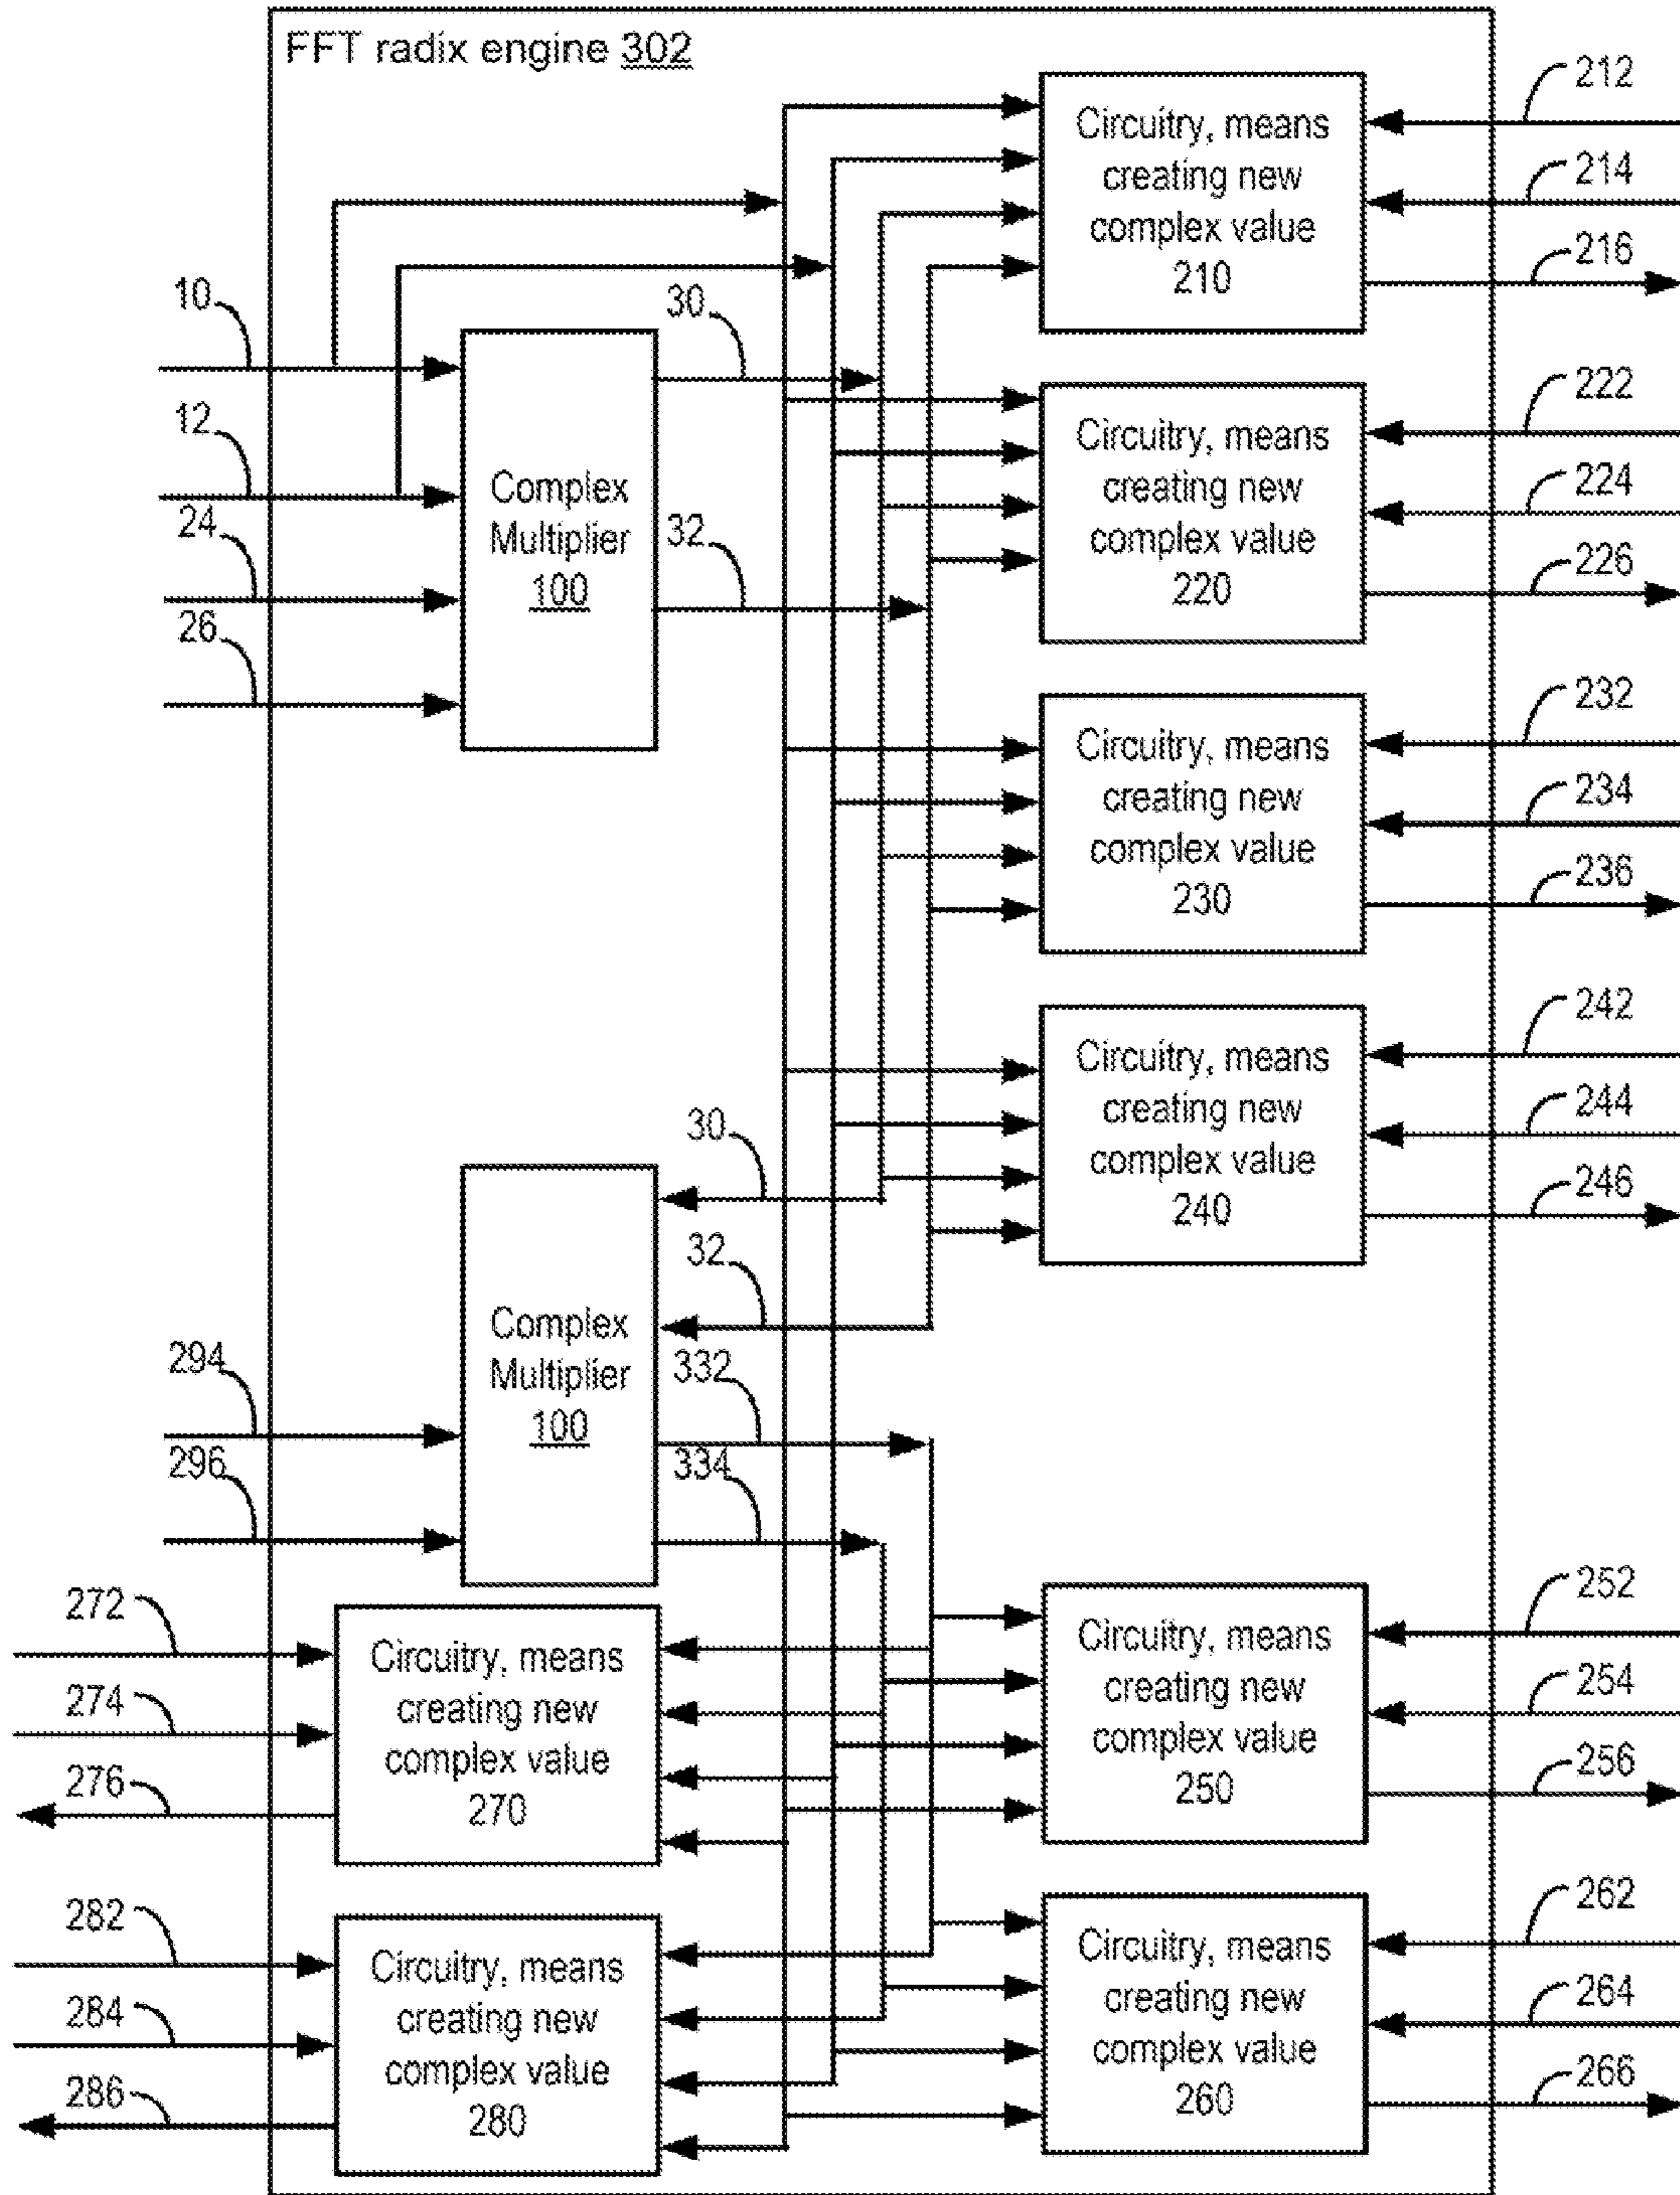 FFT radix engine 302
212
Circuitry, means
creating new
complex value
210
214
216
10
30
12
Complex
Multiplier
100
24
32
26
222
Circuitry, means
creating new
complex value
220
224
226
232
Circuitry, means
creating new
complex value
230
234
236
242
Circuitry, means
creating new
complex value
240
244
246
30
32
Complex
Multiplier
100
294
332
296
334
272
Circuitry, means
creating new
complex value
270
274
276
252
Circuitry, means
creating new
complex value
250
254
256
282
Circuitry, means
creating new
complex value
280
284
286
262
Circuitry, means
creating new
complex value
260
264
266